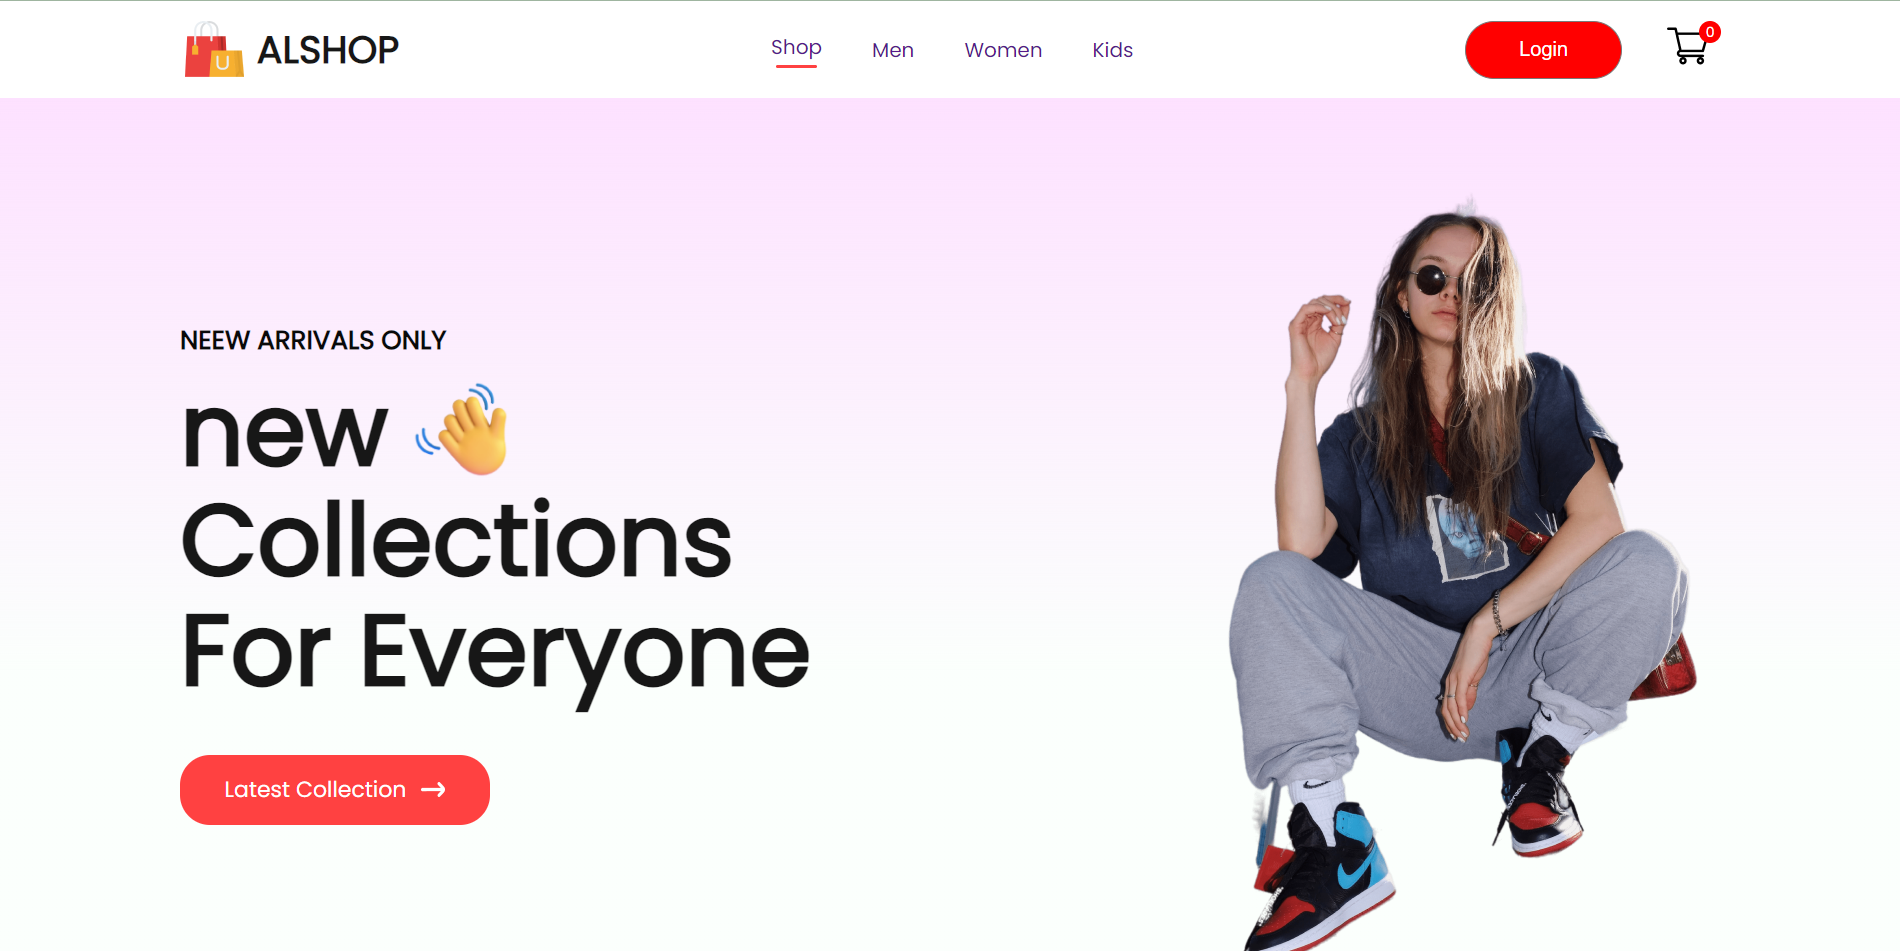 ALSHOP
Shop
Men
Women
Kids
Login
0
NEEW ARRIVALS ONLY
new
Collections
For Everyone
Latest Collection